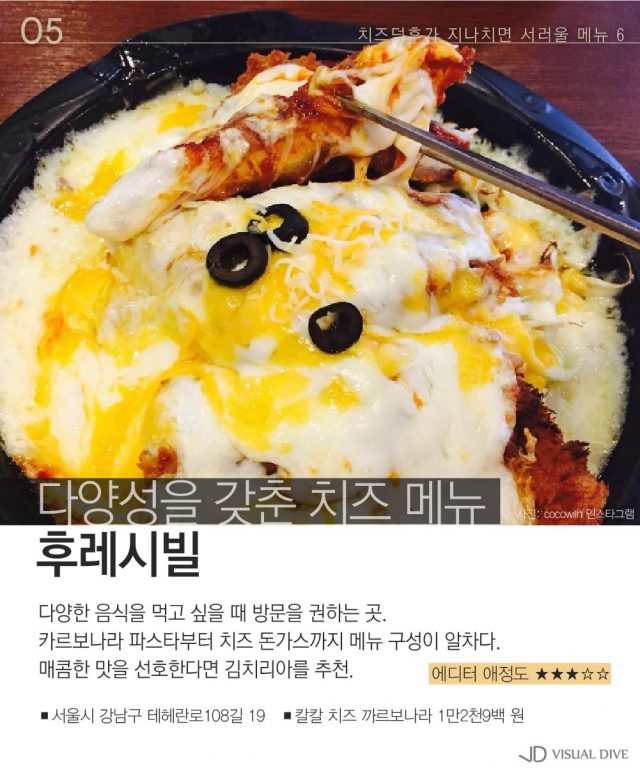 05
치즈덕후가 지나치면 서러울 메뉴 6
다양성을 갖춘 치즈 메뉴
사진: cocowith 인스타그램
후레시빌
다양한 음식을 먹고 싶을 때 방문을 권하는 곳.
카르보나라 파스타부터 치즈 돈가스까지 메뉴 구성이 알차다.
매콤한 맛을 선호한다면 김치리아를 추천.
에디터 애정도 ★★★☆☆
■ 서울시 강남구 테헤란로108길 19 ■ 칼칼 치즈 까르보나라 1만2천9백 원
VISUAL DIVE